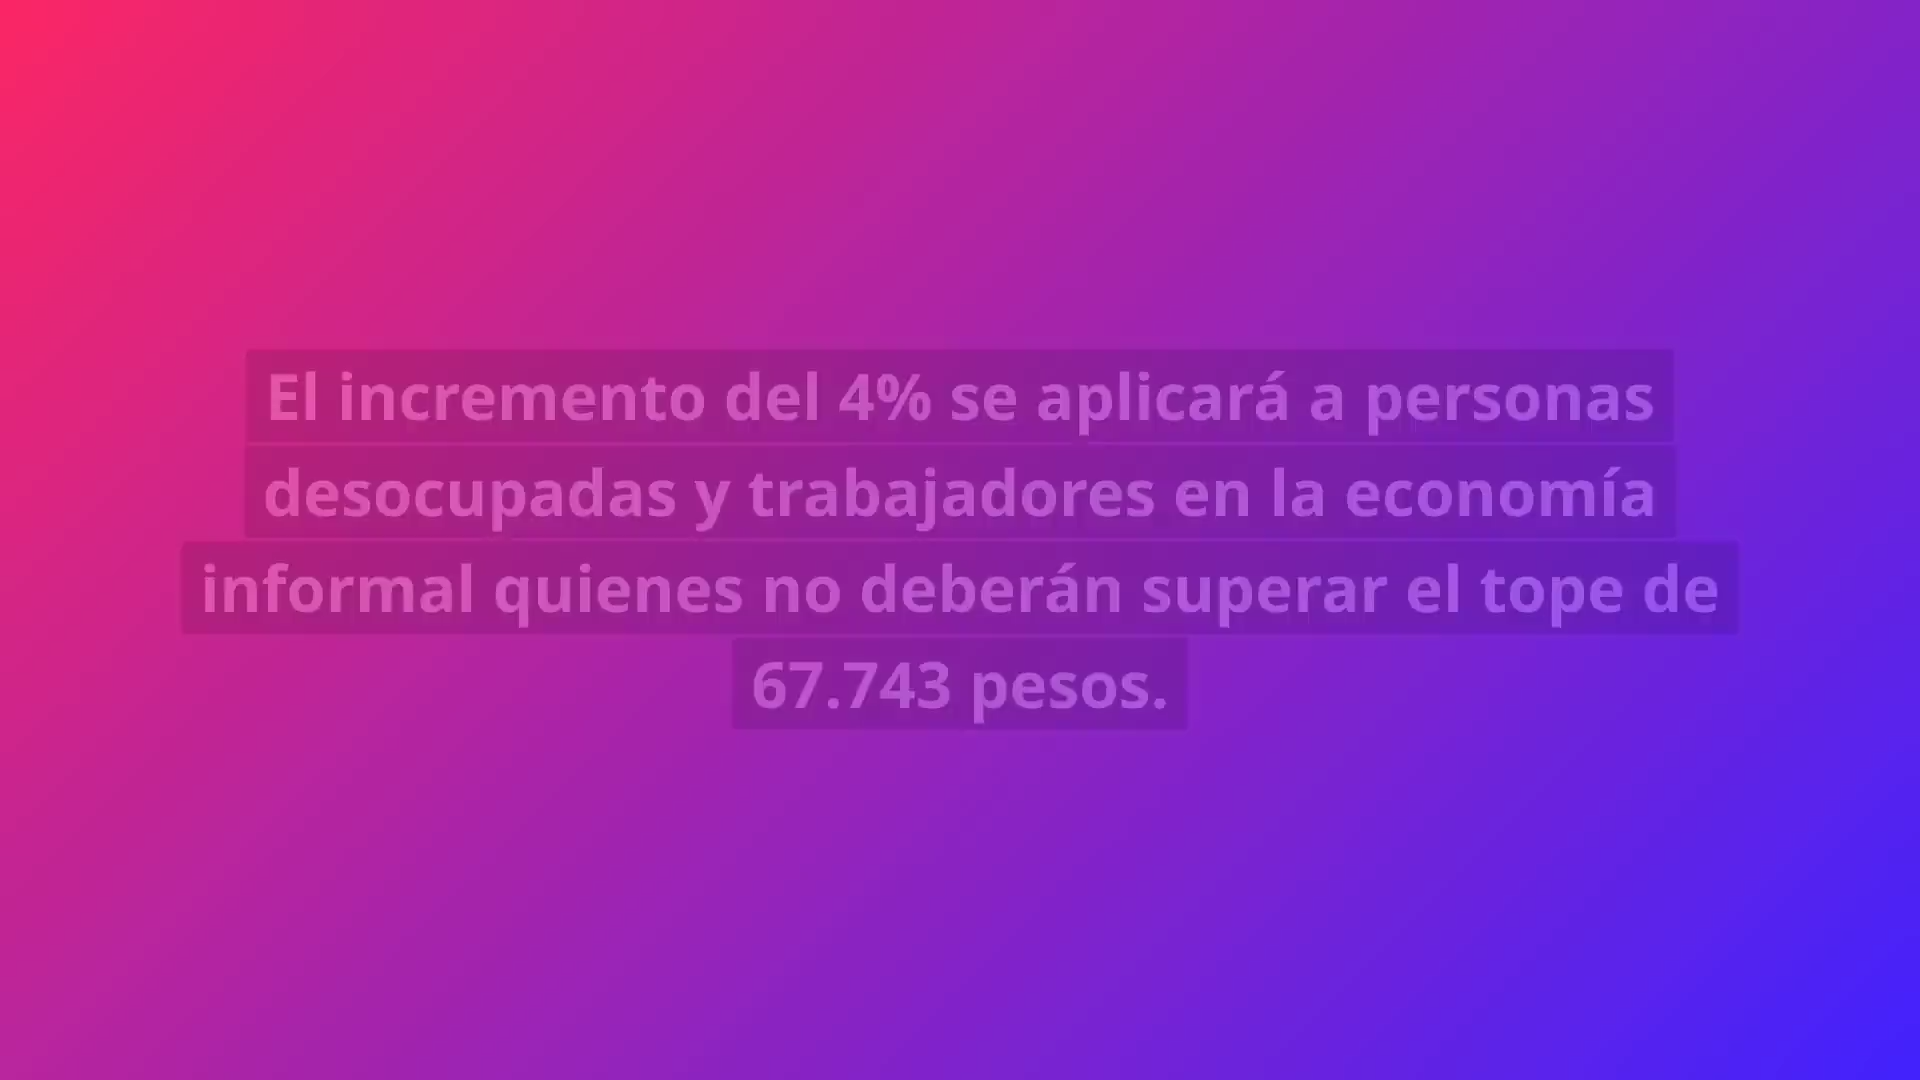 El incremento del 4% se aplicará a personas
desocupadas y trabajadores en la economía
informal quienes no deberán superar el tope de
67.743 pesos.